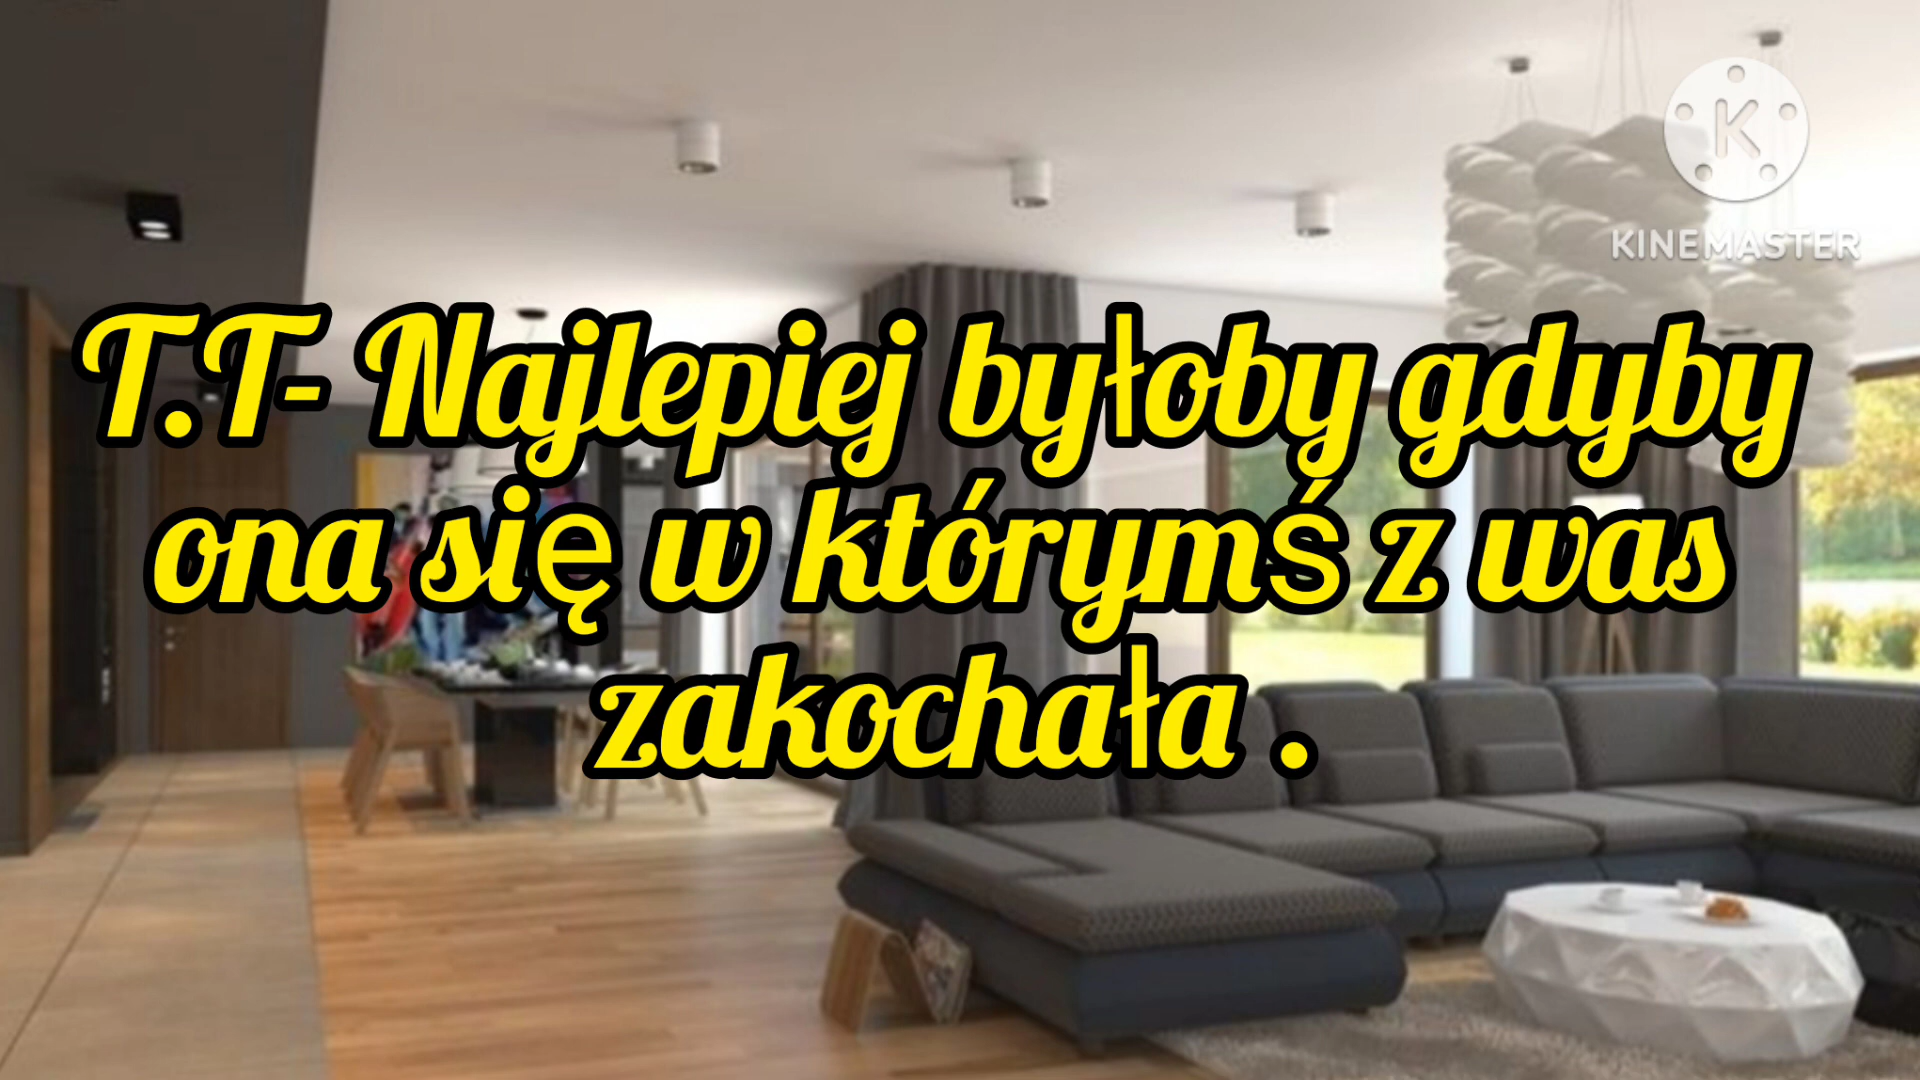 KINEMASTER
T.T- Najlepiej byłoby gdyby
ona się w którymś z was
zakochała .